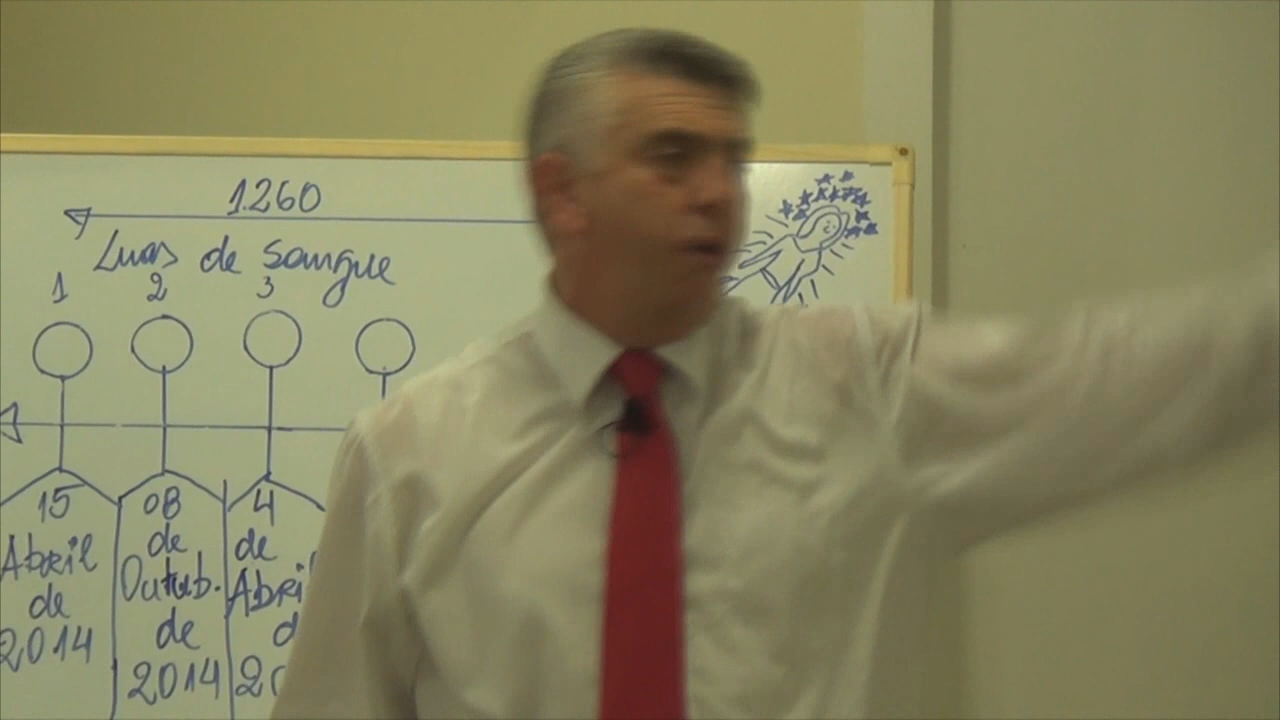 1.260
Luas de Sangue
1 2 3
15
Abril
de
2014
08
de
Outub.
de
2014
4
de